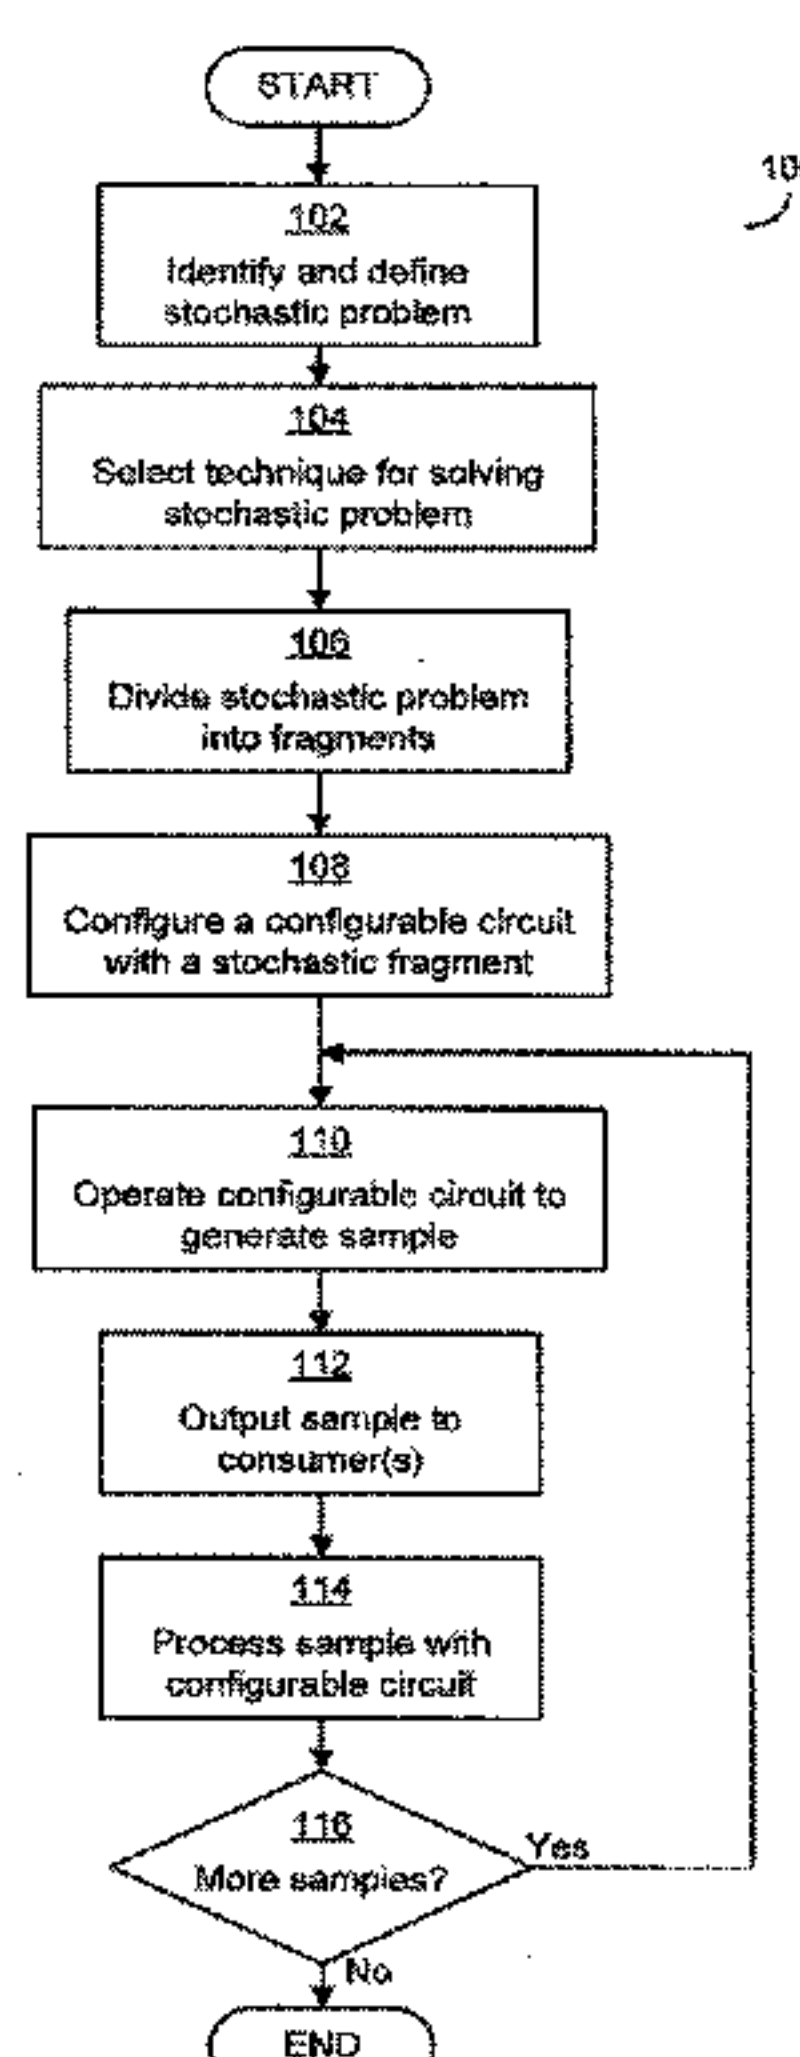 START
102
Identify and define
stochastic problem
104
Select technique for solving
stochastic problem
106
Divide stochastic problem
into fragments
108
Configure a configurable circuit
with a stochastic fragment
110
Operate configurable circuit to
generate sample
112
Output sample to
consumer(s)
114
Process sample with
configurable circuit
116
More samples?
Yes
No
END